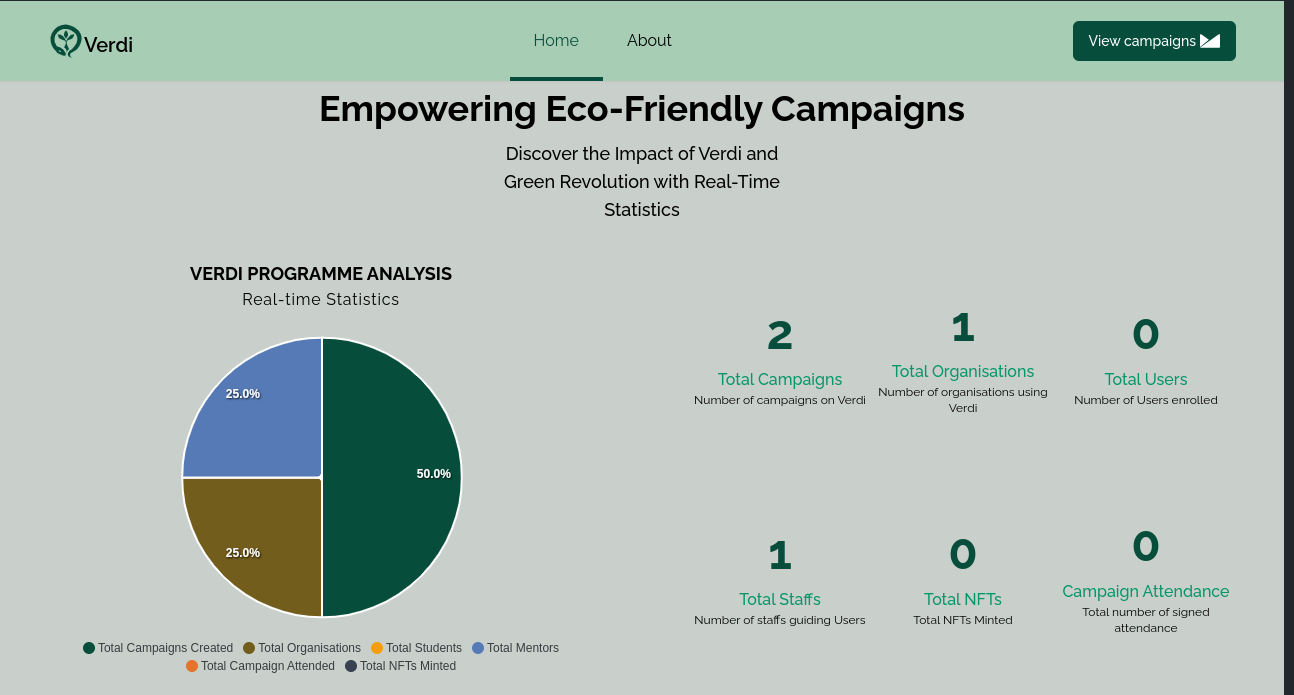 Verdi
Home
About
View campaigns
Empowering Eco-Friendly Campaigns
Discover the Impact of Verdi and
Green Revolution with Real-Time
Statistics
VERDI PROGRAMME ANALYSIS
Real-time Statistics
25.0%
50.0%
25.0%
Total Campaigns Created
Total Organisations
Total Students
Total Mentors
Total Campaign Attended
Total NFTs Minted
2
Total Campaigns
Number of campaigns on Verdi
1
Total Organisations
Number of organisations using
Verdi
0
Total Users
Number of Users enrolled
1
Total Staffs
Number of staffs guiding Users
0
Total NFTs
Total NFTs Minted
0
Campaign Attendance
Total number of signed
attendance